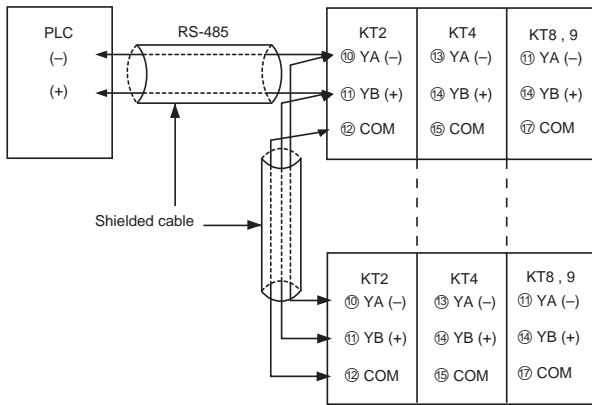 PLC
(–)
(+)
RS-485
KT2
KT4
KT8 , 9
⑩ YA (–)
⑬ YA (–)
⑪ YA (–)
⑪ YB (+)
⑭ YB (+)
⑭ YB (+)
⑫ COM
⑮ COM
⑰ COM
Shielded cable
KT2
KT4
KT8 , 9
⑩ YA (–)
⑬ YA (–)
⑪ YA (–)
⑪ YB (+)
⑭ YB (+)
⑭ YB (+)
⑫ COM
⑮ COM
⑰ COM